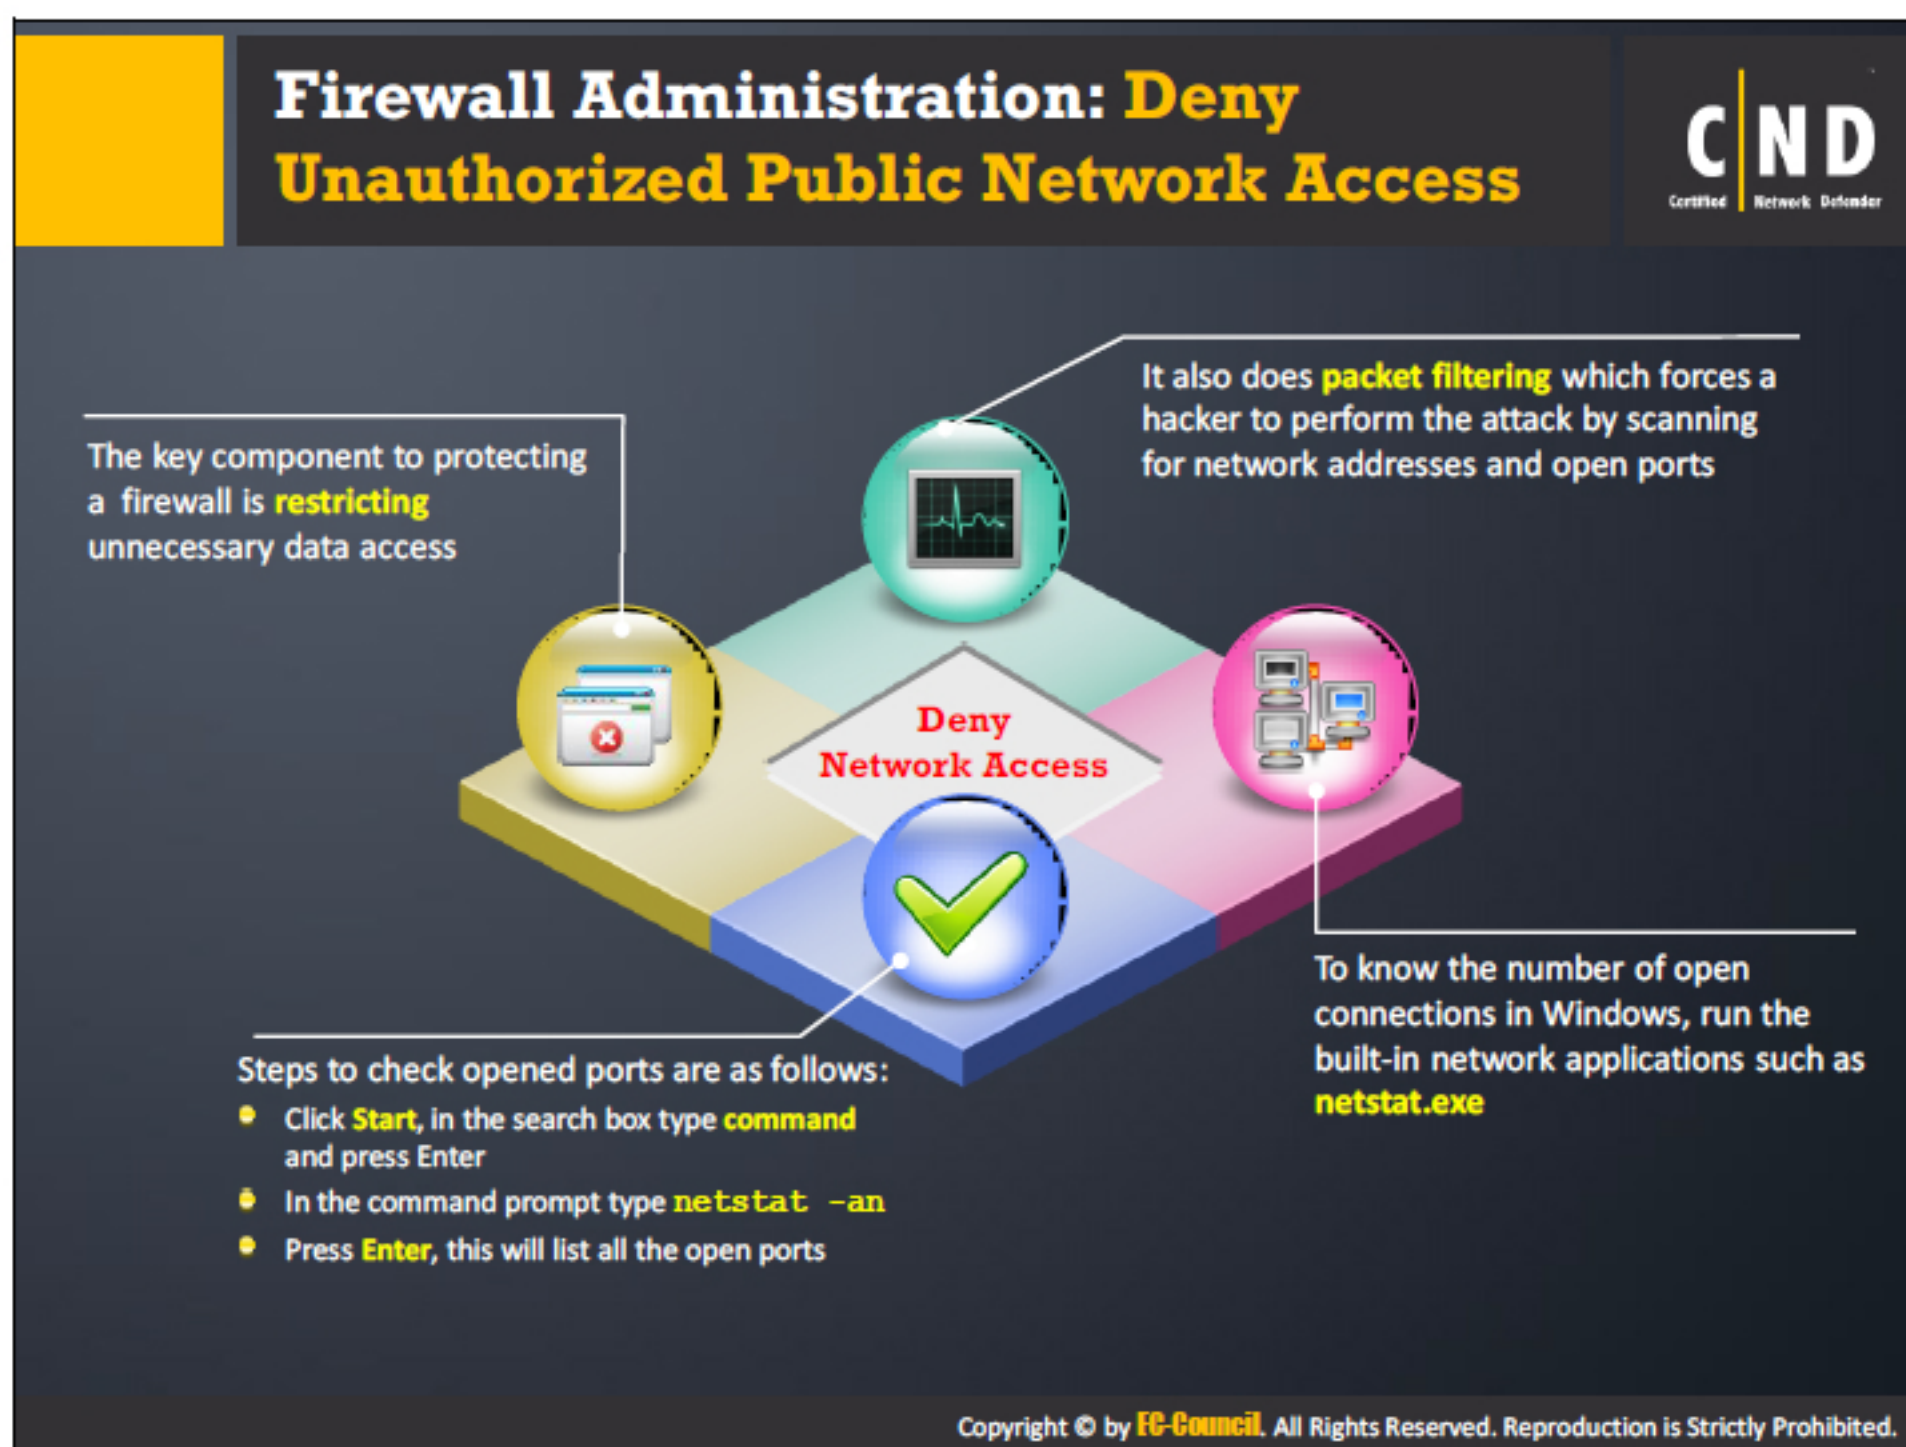 Firewall Administration: Deny
Unauthorized Public Network Access
C ND
Certified Network Defender
It also does packet filtering which forces a
hacker to perform the attack by scanning
for network addresses and open ports
The key component to protecting
a firewall is restricting
unnecessary data access
Deny
Network Access
To know the number of open
connections in Windows, run the
built-in network applications such as
netstat.exe
Steps to check opened ports are as follows:
Click Start, in the search box type command
and press Enter
In the command prompt type netstat –an
Press Enter, this will list all the open ports
Copyright © by EC-Council. All Rights Reserved. Reproduction is Strictly Prohibited.